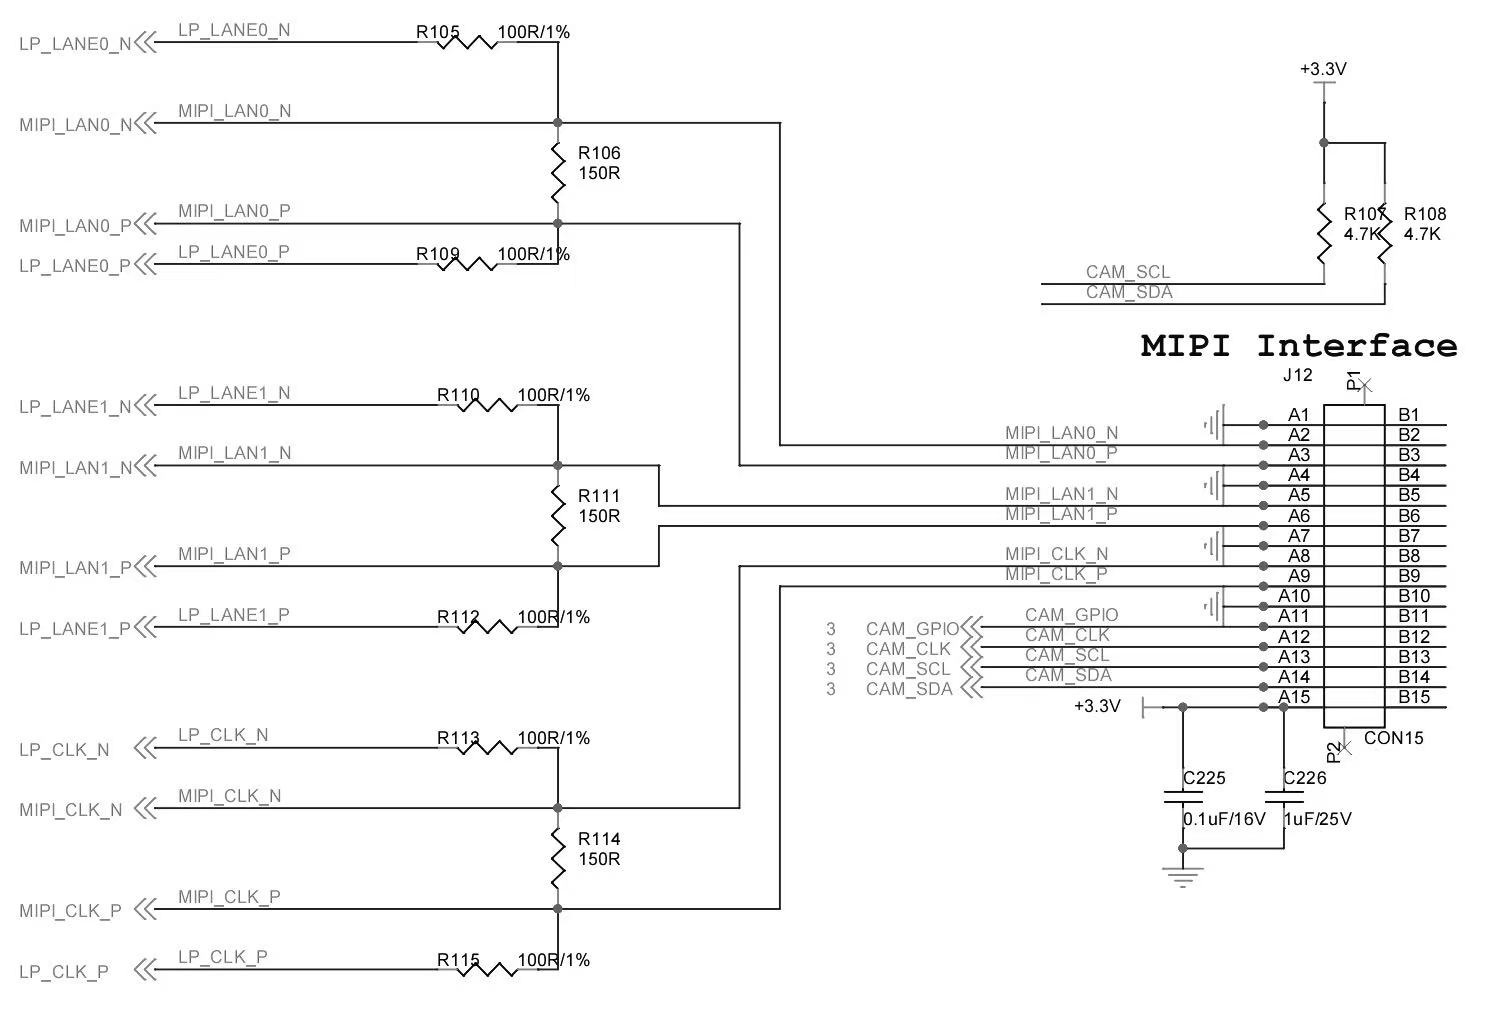 LP_LANE0_N
LP_LANE0_N
R105
100R/1%
MIPI_LAN0_N
MIPI_LAN0_N
R106
150R
MIPI_LAN0_P
MIPI_LAN0_P
LP_LANE0_P
LP_LANE0_P
R109
100R/1%
+3.3V
R107
4.7K
R108
4.7K
CAM_SCL
CAM_SDA
MIPI Interface
J12
P1
LP_LANE1_N
LP_LANE1_N
R110
100R/1%
MIPI_LAN1_N
MIPI_LAN1_N
R111
150R
MIPI_LAN1_P
MIPI_LAN1_P
LP_LANE1_P
LP_LANE1_P
R112
100R/1%
A1 B1
MIPI_LAN0_N A2 B2
MIPI_LAN0_P A3 B3
A4 B4
MIPI_LAN1_N A5 B5
MIPI_LAN1_P A6 B6
A7 B7
MIPI_CLK_N A8 B8
MIPI_CLK_P A9 B9
A10 B10
3 CAM_GPIO CAM_GPIO A11 B11
3 CAM_CLK CAM_CLK A12 B12
3 CAM_SCL CAM_SCL A13 B13
3 CAM_SDA CAM_SDA A14 B14
+3.3V A15 B15
P2
CON15
C225
0.1uF/16V
C226
1uF/25V
LP_CLK_N
LP_CLK_N
R113
100R/1%
MIPI_CLK_N
MIPI_CLK_N
R114
150R
MIPI_CLK_P
MIPI_CLK_P
LP_CLK_P
LP_CLK_P
R115
100R/1%